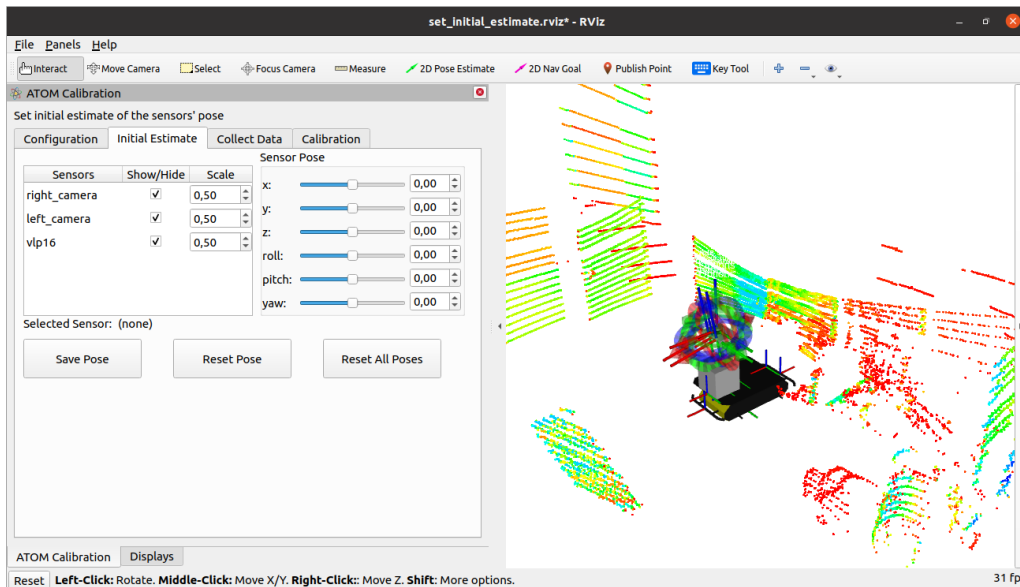 set_initial_estimate.rviz* - RViz
File Panels Help
Interact Move Camera Select Focus Camera Measure 2D Pose Estimate 2D Nav Goal Publish Point Key Tool
ATOM Calibration
Set initial estimate of the sensors' pose
Configuration Initial Estimate Collect Data Calibration
Sensor Pose
Sensors Show/Hide Scale
right_camera 0,50
left_camera 0,50
vlp16 0,50
x: 0,00
y: 0,00
z: 0,00
roll: 0,00
pitch: 0,00
yaw: 0,00
Selected Sensor: (none)
Save Pose Reset Pose Reset All Poses
ATOM Calibration Displays
Reset Left-Click: Rotate. Middle-Click: Move X/Y. Right-Click:: Move Z. Shift: More options. 31 fp